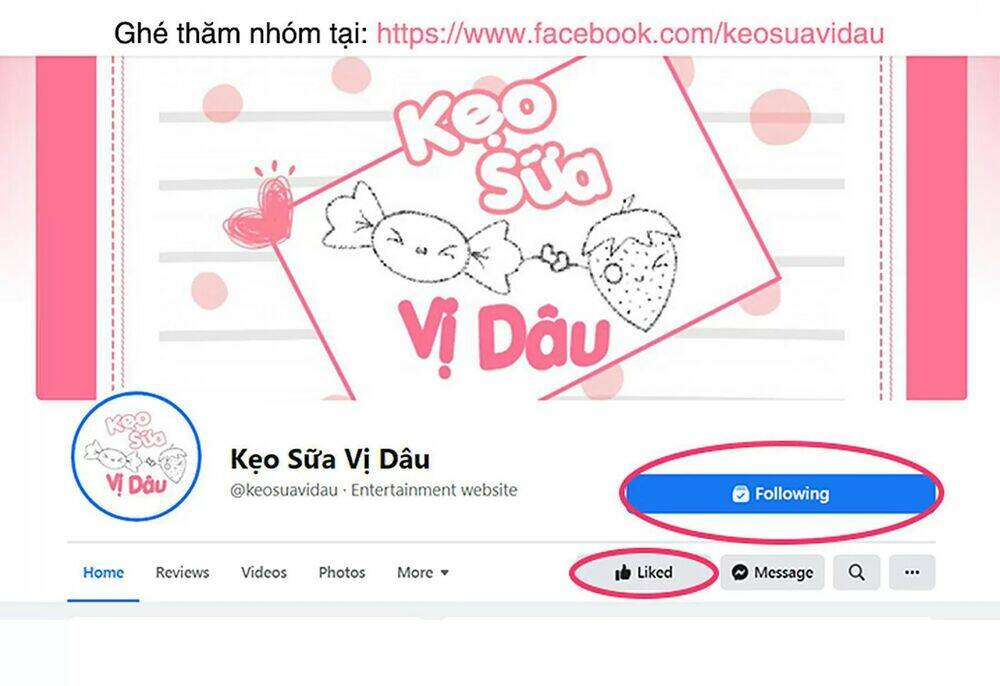 Ghé thăm nhóm tại: https://www.facebook.com/keosuavidau
Kẹo
Sữa
Vị Dâu
Kẹo
Sữa
Vị Dâu
Kẹo Sữa Vị Dâu
@keosuavidau · Entertainment website
Following
Home Reviews Videos Photos More Liked Message